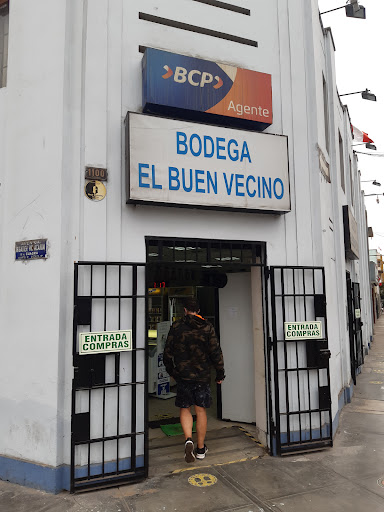 BCP
Agente
BODEGA
EL BUEN VECINO
1100
ENTRADA
COMPRAS
ENTRADA
COMPRAS